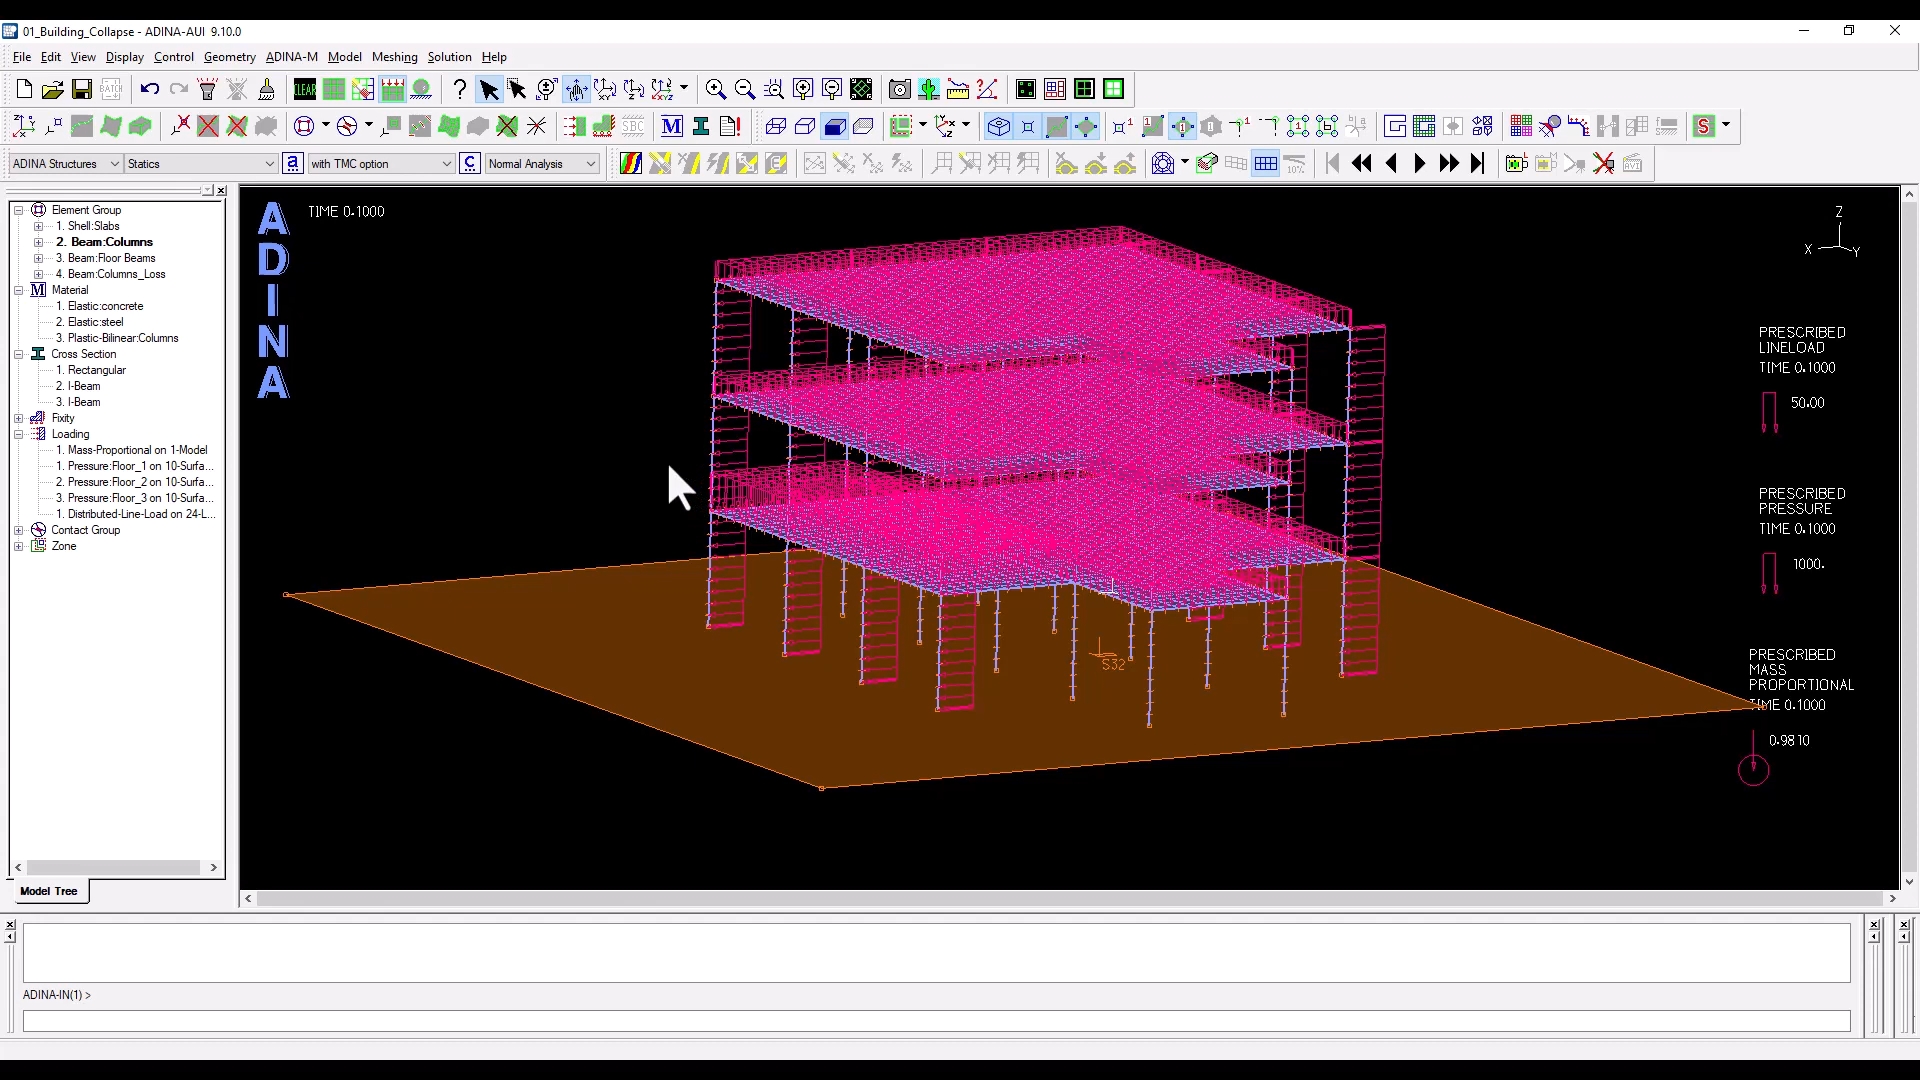 01_Building_Collapse - ADINA-AUI 9.10.0
File Edit View Display Control Geometry ADINA-M Model Meshing Solution Help
ADINA Structures Statics a with TMC option c Normal Analysis
Element Group
1. Shell:Slabs
2. Beam:Columns
3. Beam:Floor Beams
4. Beam:Columns_Loss
Material
1. Elastic:concrete
2. Elastic:steel
3. Plastic-Bilinear:Columns
Cross Section
1. Rectangular
2. I-Beam
3. I-Beam
Fixity
Loading
1. Mass-Proportional on 1-Model
1. Pressure:Floor_1 on 10-Surfa...
2. Pressure:Floor_2 on 10-Surfa...
3. Pressure:Floor_3 on 10-Surfa...
1. Distributed-Line-Load on 24-L...
Contact Group
Zone
Model Tree
ADINA
TIME 0.1000
Z
X
Y
PRESCRIBED
LINELOAD
TIME 0.1000
50.00
PRESCRIBED
PRESSURE
TIME 0.1000
1000.
PRESCRIBED
MASS
PROPORTIONAL
TIME 0.1000
0.9810
S32
ADINA-IN(1) >